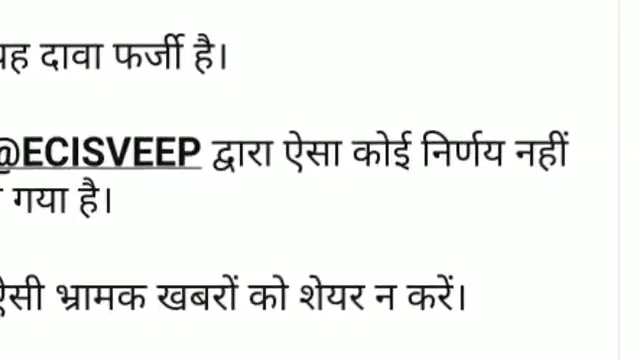 यह दावा फर्जी है।
@ECISVEEP द्वारा ऐसा कोई निर्णय नहीं
गया है।
ऐसी भ्रामक खबरों को शेयर न करें।